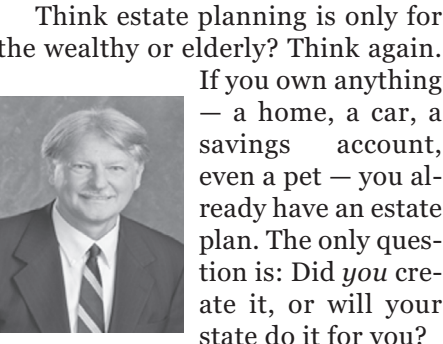 Think estate planning is only for
the wealthy or elderly? Think again.
If you own anything
— a home, a car, a
savings account,
even a pet — you al-
ready have an estate
plan. The only ques-
tion is: Did you cre-
ate it, or will your
state do it for you?